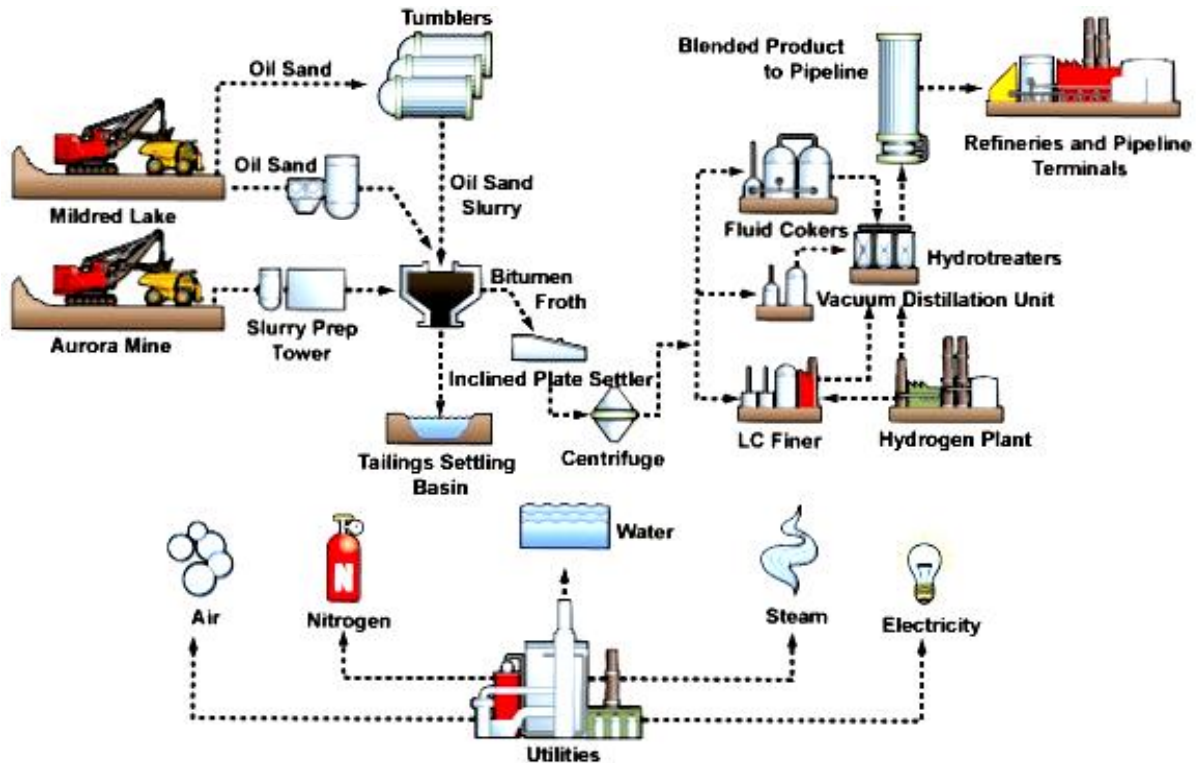 Tumblers
Oil Sand
Blended Product
to Pipeline
Refineries and Pipeline
Terminals
Oil Sand
Mildred Lake
Oil Sand
Slurry
Fluid Cokers
Hydrotreaters
Bitumen
Froth
Vacuum Distillation Unit
Aurora Mine
Slurry Prep
Tower
Inclined Plate Settler
LC Finer
Hydrogen Plant
Centrifuge
Tailings Settling
Basin
Water
Air
Nitrogen
N
Steam
Electricity
Utilities